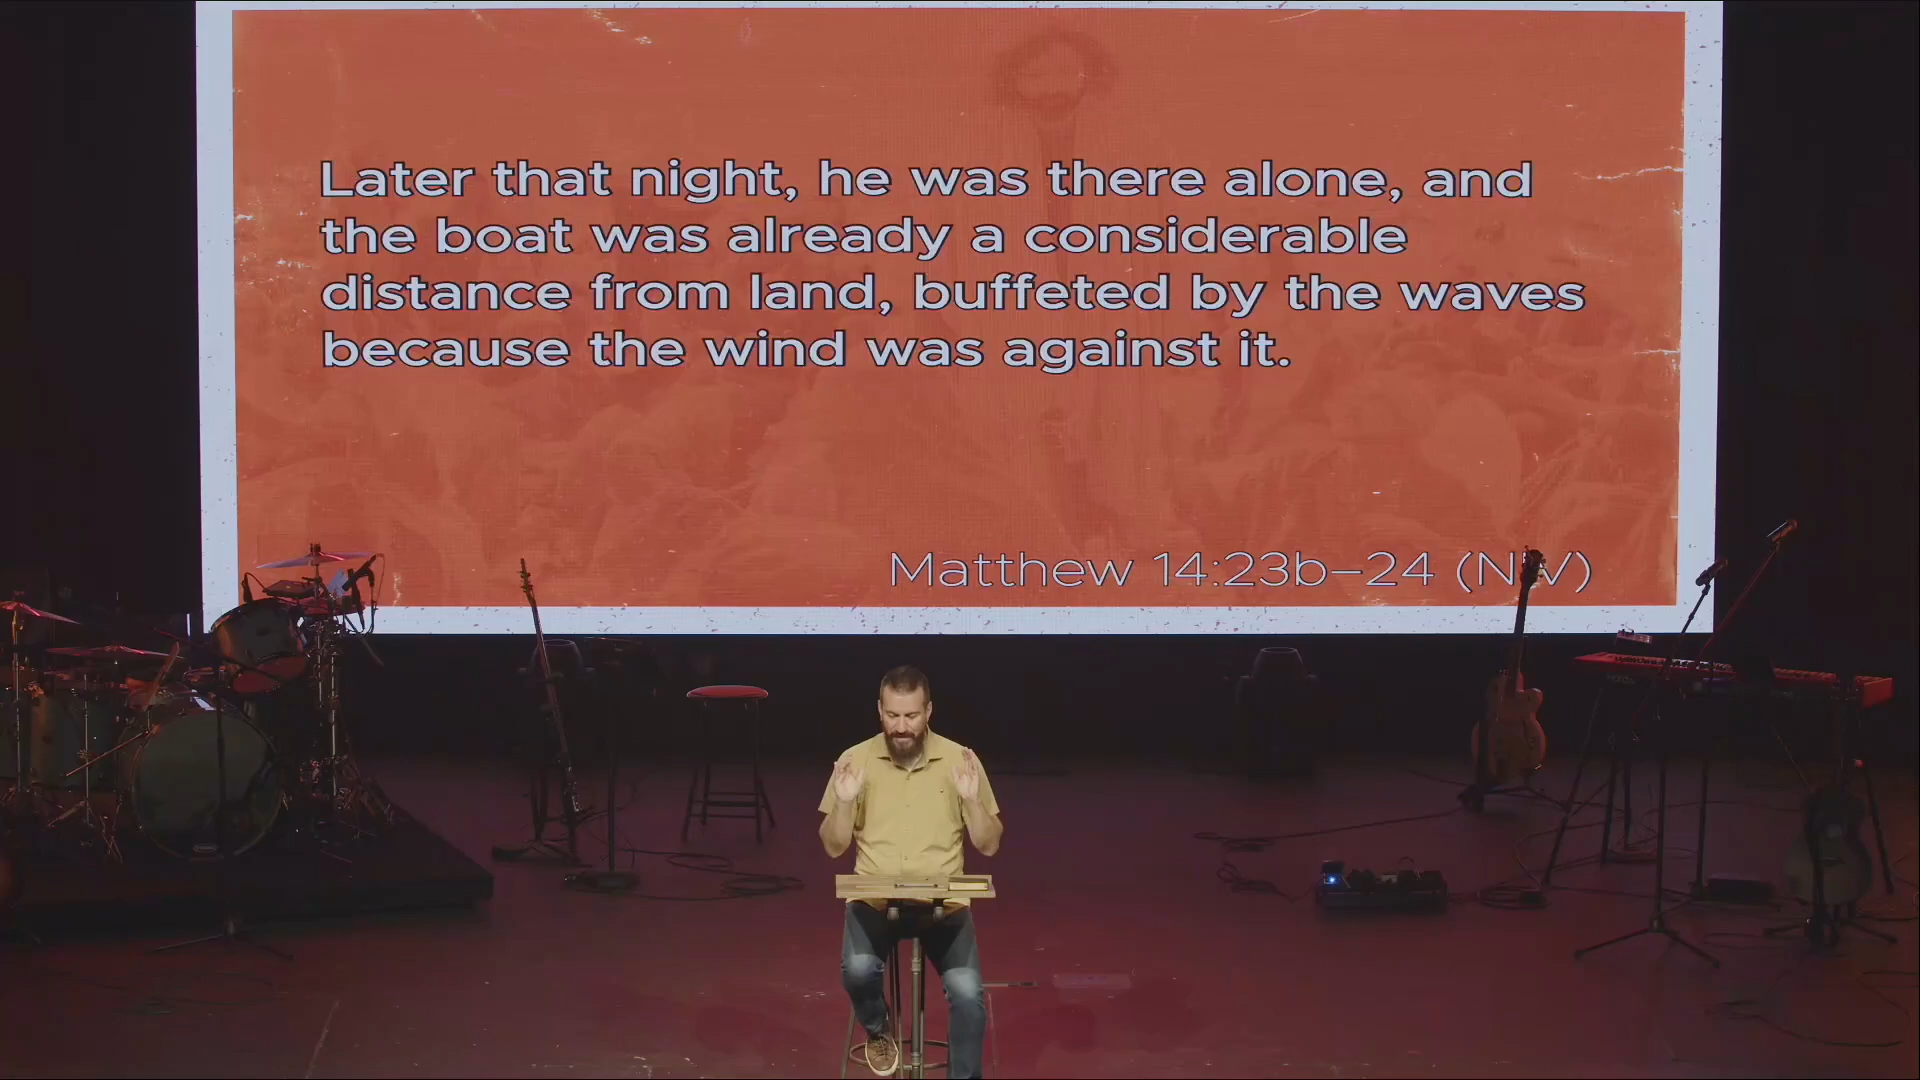 Later that night, he was there alone, and
the boat was already a considerable
distance from land, buffeted by the waves
because the wind was against it.
Matthew 14:23b–24 (NIV)